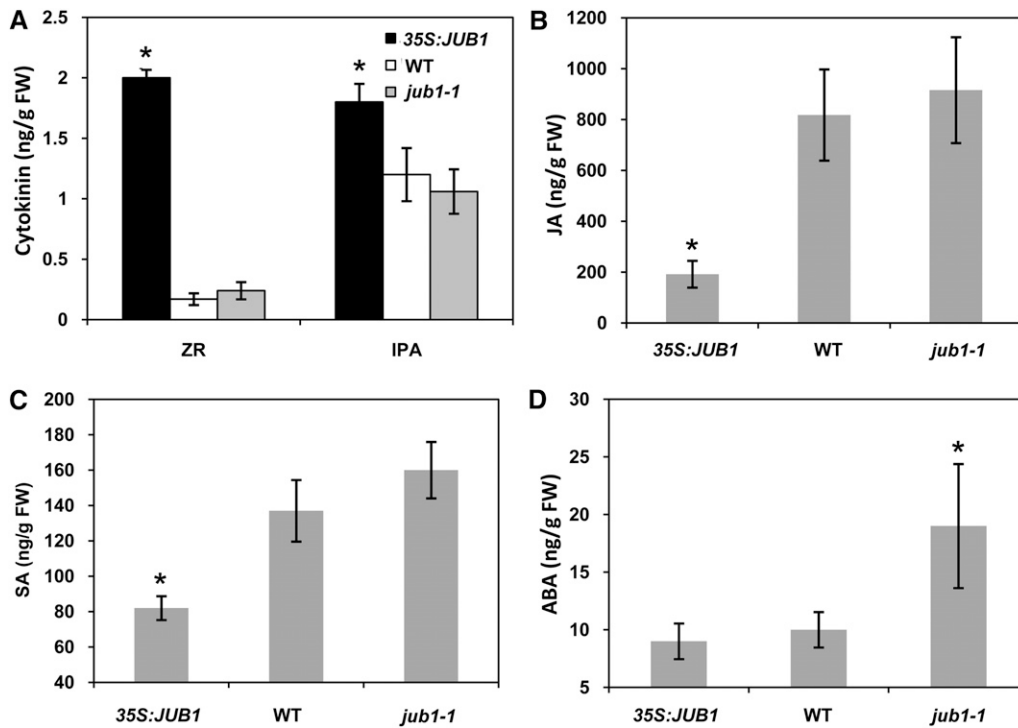 A
Cytokinin (ng/g FW)
2.5
2
1.5
1
0.5
0
*
*
35S:JUB1
WT
jub1-1
ZR
IPA
B
JA (ng/g FW)
1200
1000
800
600
400
200
0
*
35S:JUB1
WT
jub1-1
C
SA (ng/g FW)
200
180
160
140
120
100
80
60
40
*
35S:JUB1
WT
jub1-1
D
ABA (ng/g FW)
30
25
20
15
10
5
*
35S:JUB1
WT
jub1-1